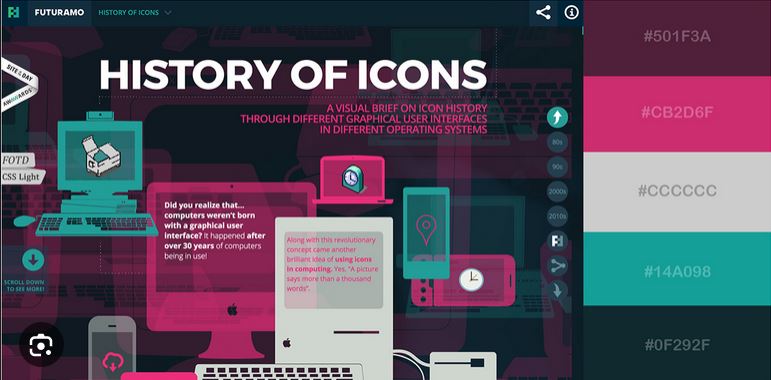 FUTURAMO
HISTORY OF ICONS
HISTORY OF ICONS
A VISUAL BRIEF ON ICON HISTORY
THROUGH DIFFERENT GRAPHICAL USER INTERFACES
IN DIFFERENT OPERATING SYSTEMS
SITE OF THE DAY
AWWWARDS
FOTD
CSS Light
80s
90s
2000s
2010s
Did you realize that...
computers weren't born
with a graphical user
interface? It happened after
over 30 years of computers
being in use!
Along with this revolutionary
concept came another
brilliant idea of using icons
in computing. Yes, "A picture
says more than a thousand
words".
SCROLL DOWN
TO SEE MORE!
#501F3A
#CB2D6F
#CCCCCC
#14A098
#0F292F